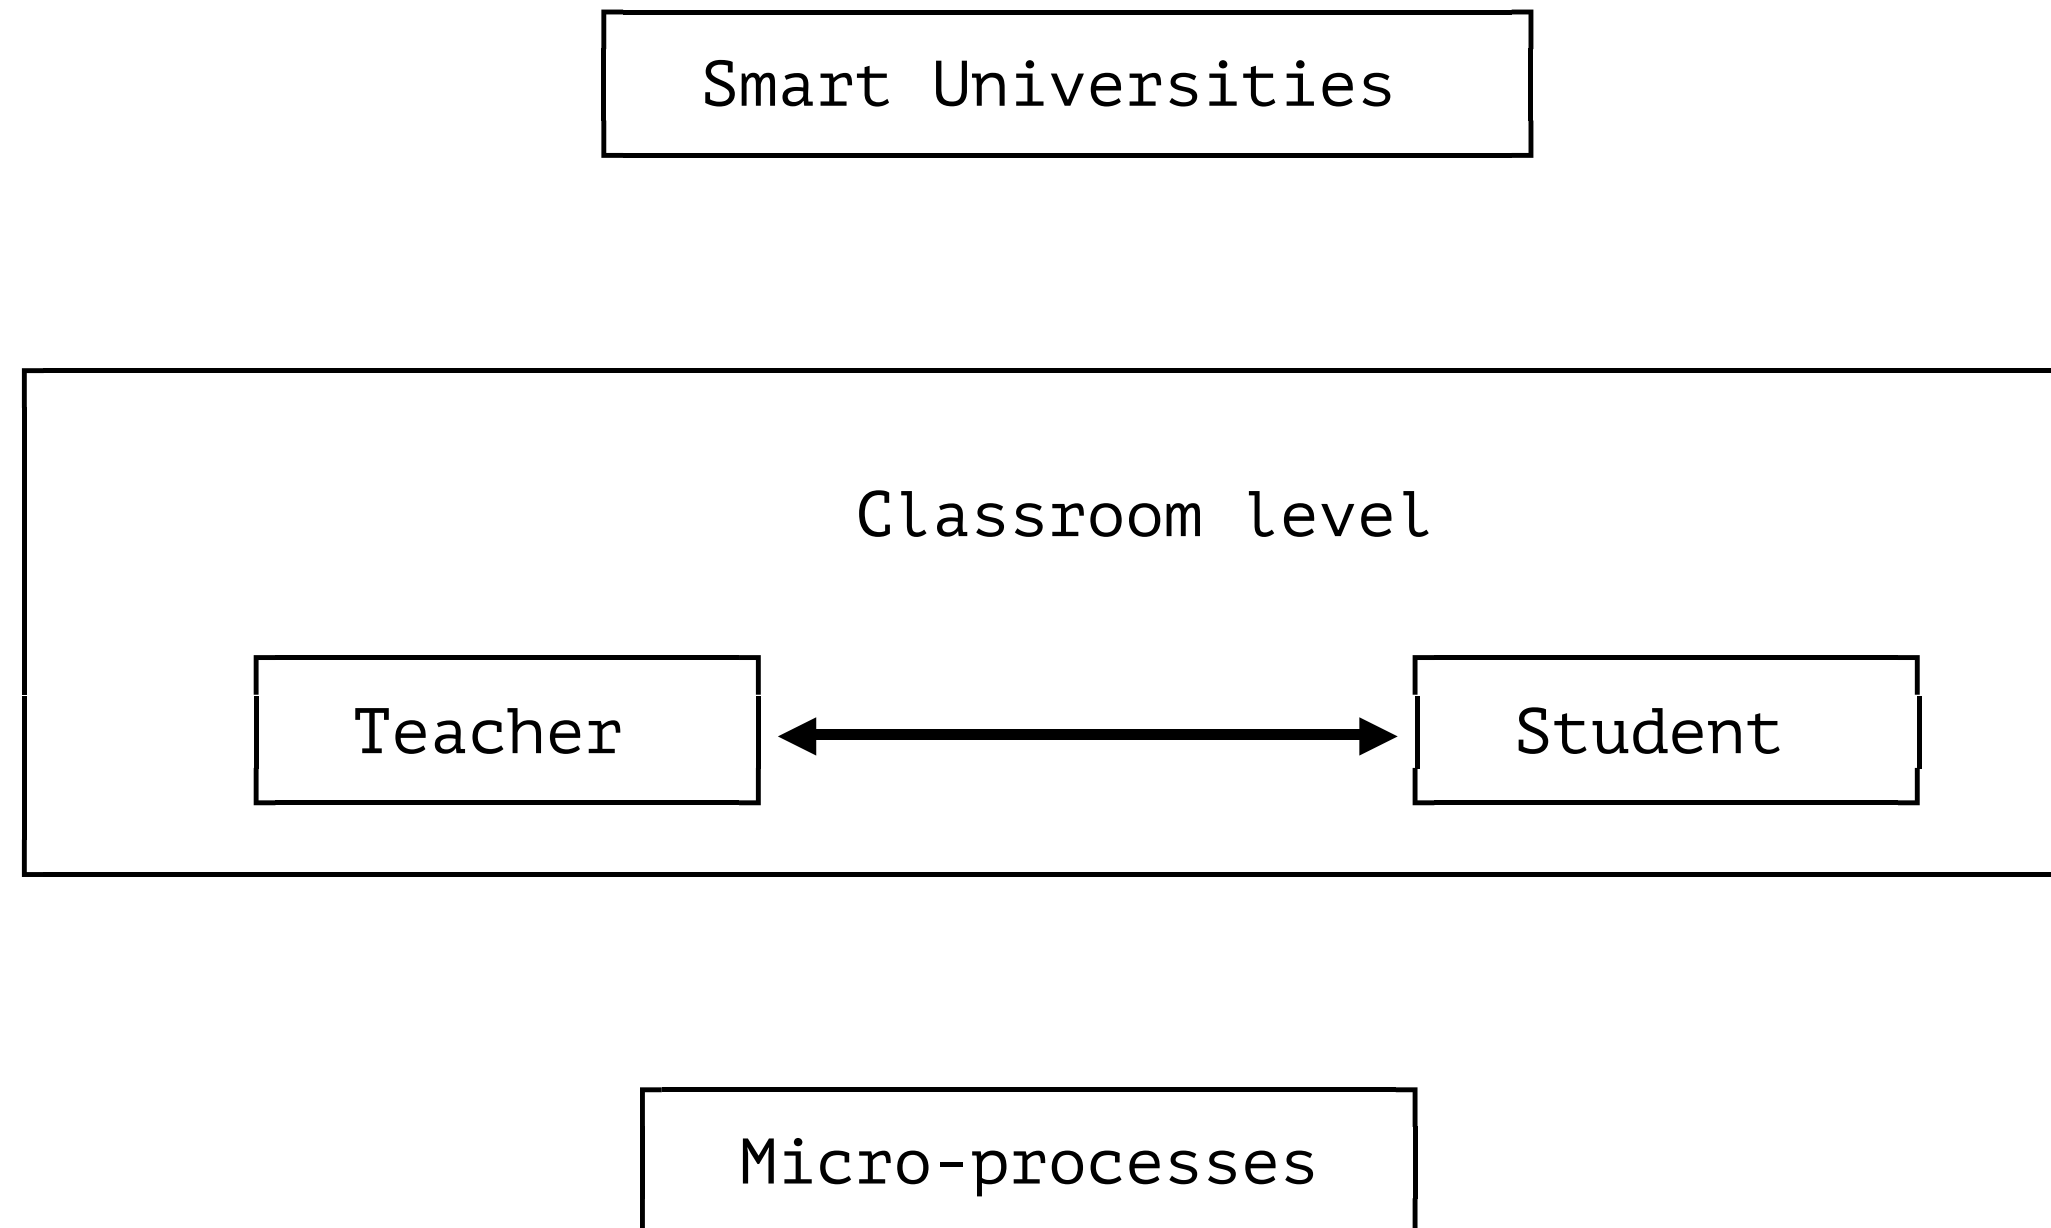 Smart Universities
Classroom level
Teacher Student
Micro-processes